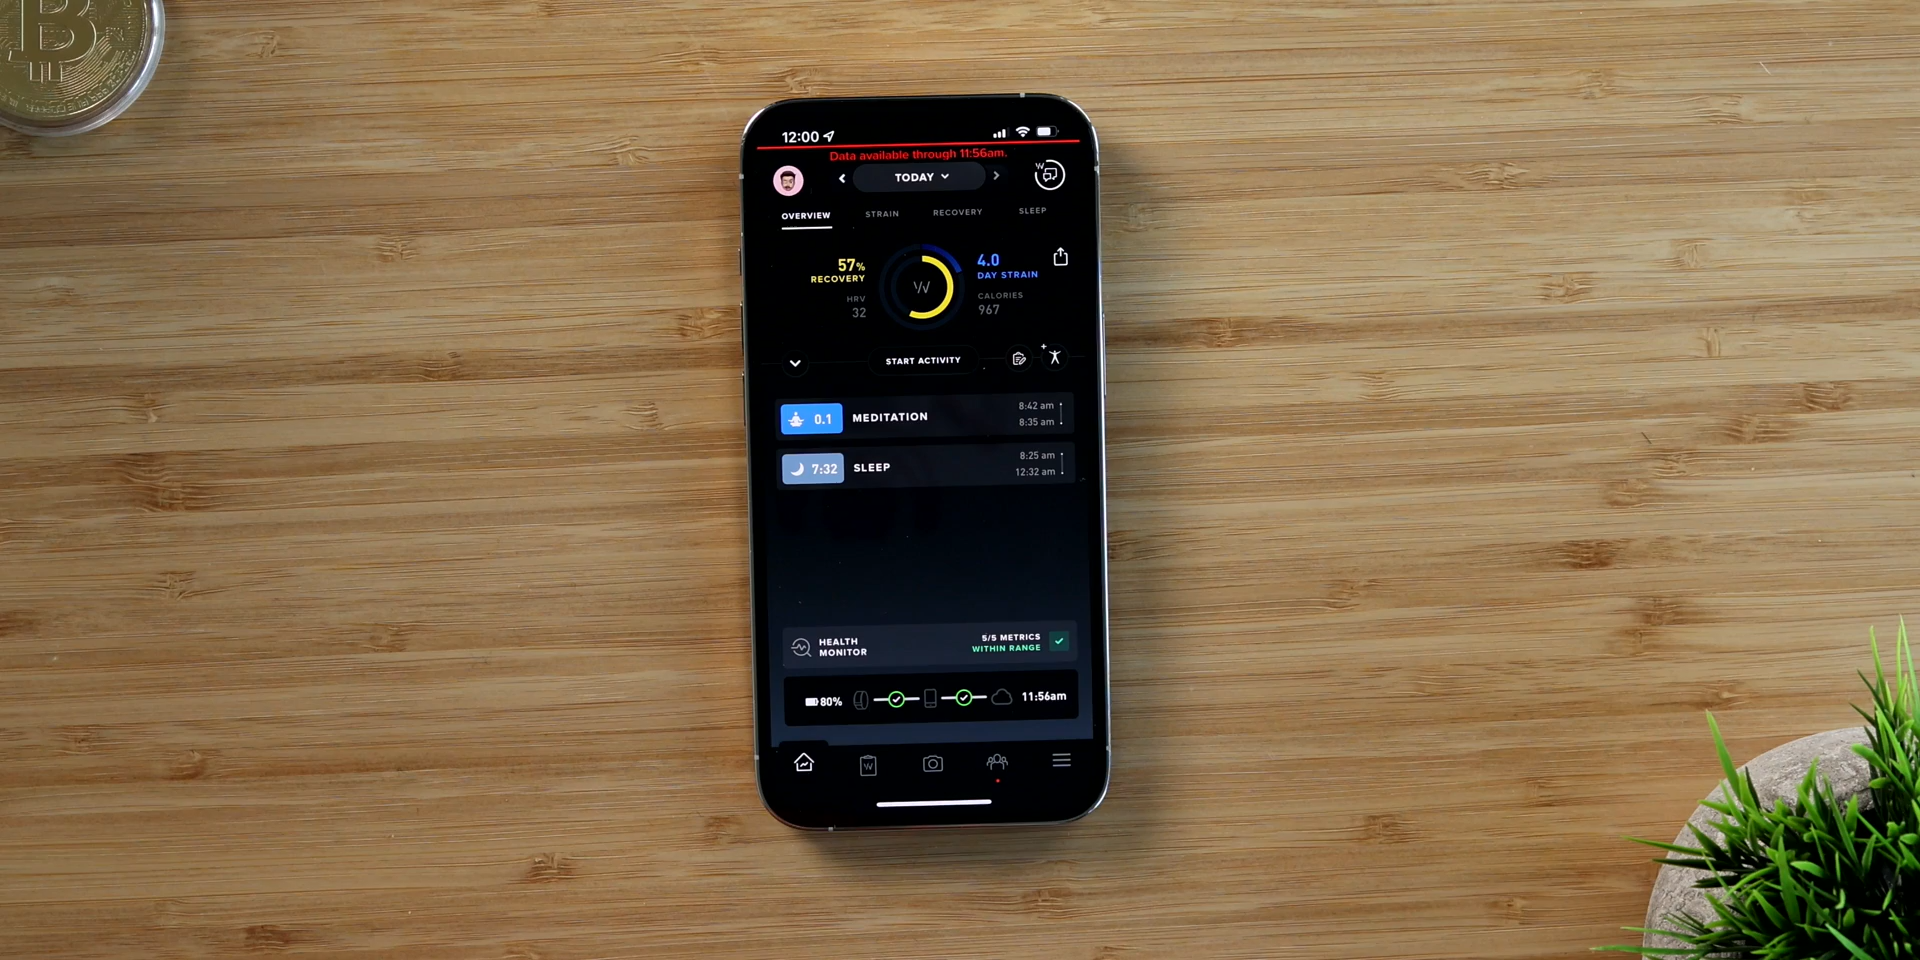 12:00
Data available through 11:56am.
TODAY
OVERVIEW STRAIN RECOVERY SLEEP
57%
RECOVERY
HRV
32
4.0
DAY STRAIN
CALORIES
967
START ACTIVITY
0.1 MEDITATION 8:42 am
8:35 am
7:32 SLEEP 8:25 am
12:32 am
HEALTH
MONITOR
5/5 METRICS
WITHIN RANGE
80% 11:56am